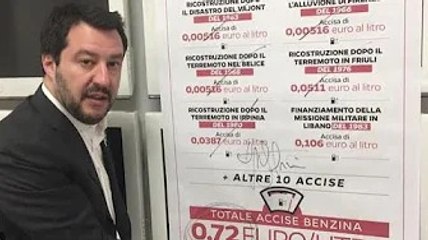 RICOSTRUZIONE DOPO
IL DISASTRO DEL VAJONT
DEL 1963
Accisa di
0,00516 euro al litro
L'ALLUVIONE DI
DEL 1966
Accisa di
0,00516 euro al litro
RICOSTRUZIONE DOPO IL
TERREMOTO NEL BELICE
DEL 1968
Accisa di
0,00516 euro al litro
RICOSTRUZIONE DOPO IL
TERREMOTO IN FRIULI
DEL 1976
Accisa di
0,0511 euro al litro
RICOSTRUZIONE DOPO IL
TERREMOTO IN IRPINIA
DEL 1980
Accisa di
0,0387 euro al litro
FINANZIAMENTO DELLA
MISSIONE MILITARE IN
LIBANO DEL 1983
Accisa di
0,106 euro al litro
+ ALTRE 10 ACCISE
TOTALE ACCISE BENZINA
0,72 EURO/LIT